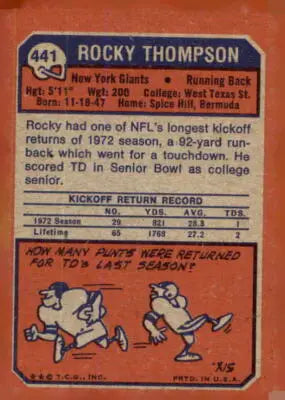 441 ROCKY THOMPSON
New York Giants • Running Back
Hgt: 5'11" Wgt: 200 College: West Texas St.
Born: 11-18-47 Home: Spice Hill, Bermuda
Rocky had one of NFL's longest kickoff
returns of 1972 season, a 92-yard run-
back which went for a touchdown. He
scored TD in Senior Bowl as college
senior.
KICKOFF RETURN RECORD
NO. YDS. AVG. TDS.
1972 Season 29 821 28.3 1
Lifetime 65 1768 27.2 2
HOW MANY PUNTS WERE RETURNED
FOR TD'S LAST SEASON?
XIS
★★© T.C.G., INC. PRTD. IN U.S.A.